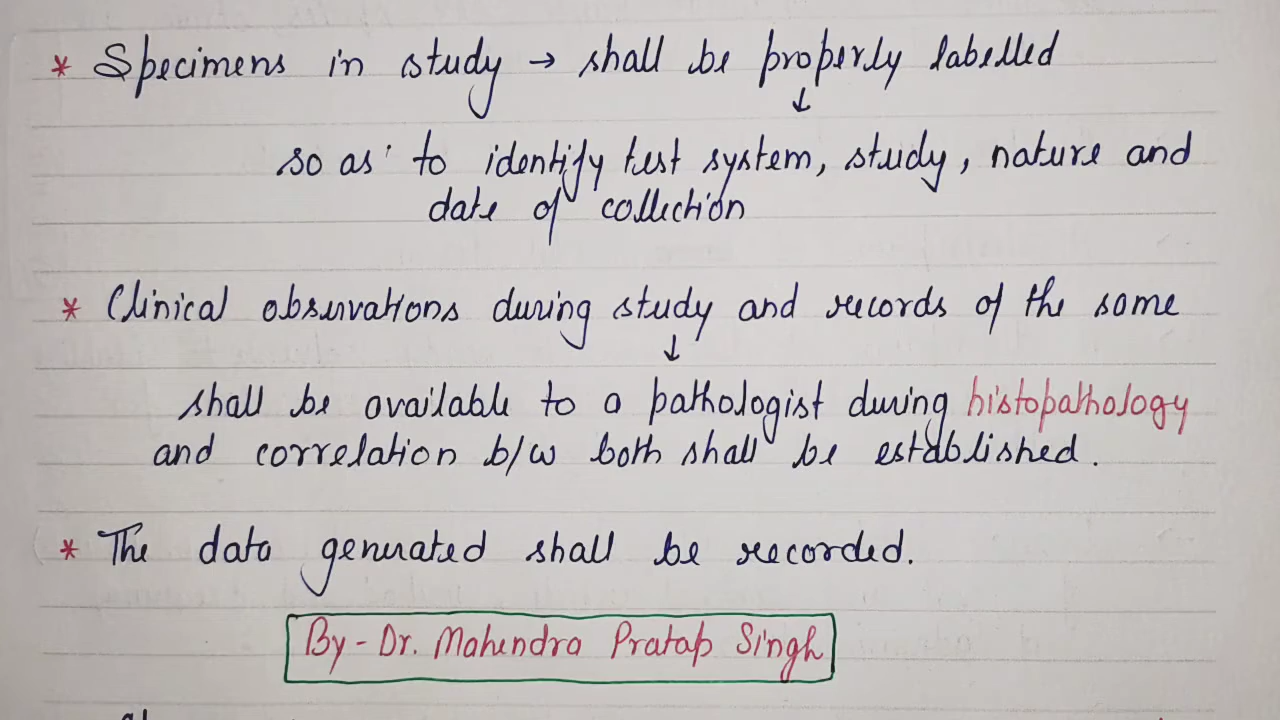 * Specimens in study → shall be properly labelled
↓
so as to identify test system, study, nature and
date of collection
* Clinical observations during study and records of the same
↓
shall be available to a pathologist during histopathology
and correlation b/w both shall be established.
* The data generated shall be recorded.
By - Dr. Mahendra Pratap Singh